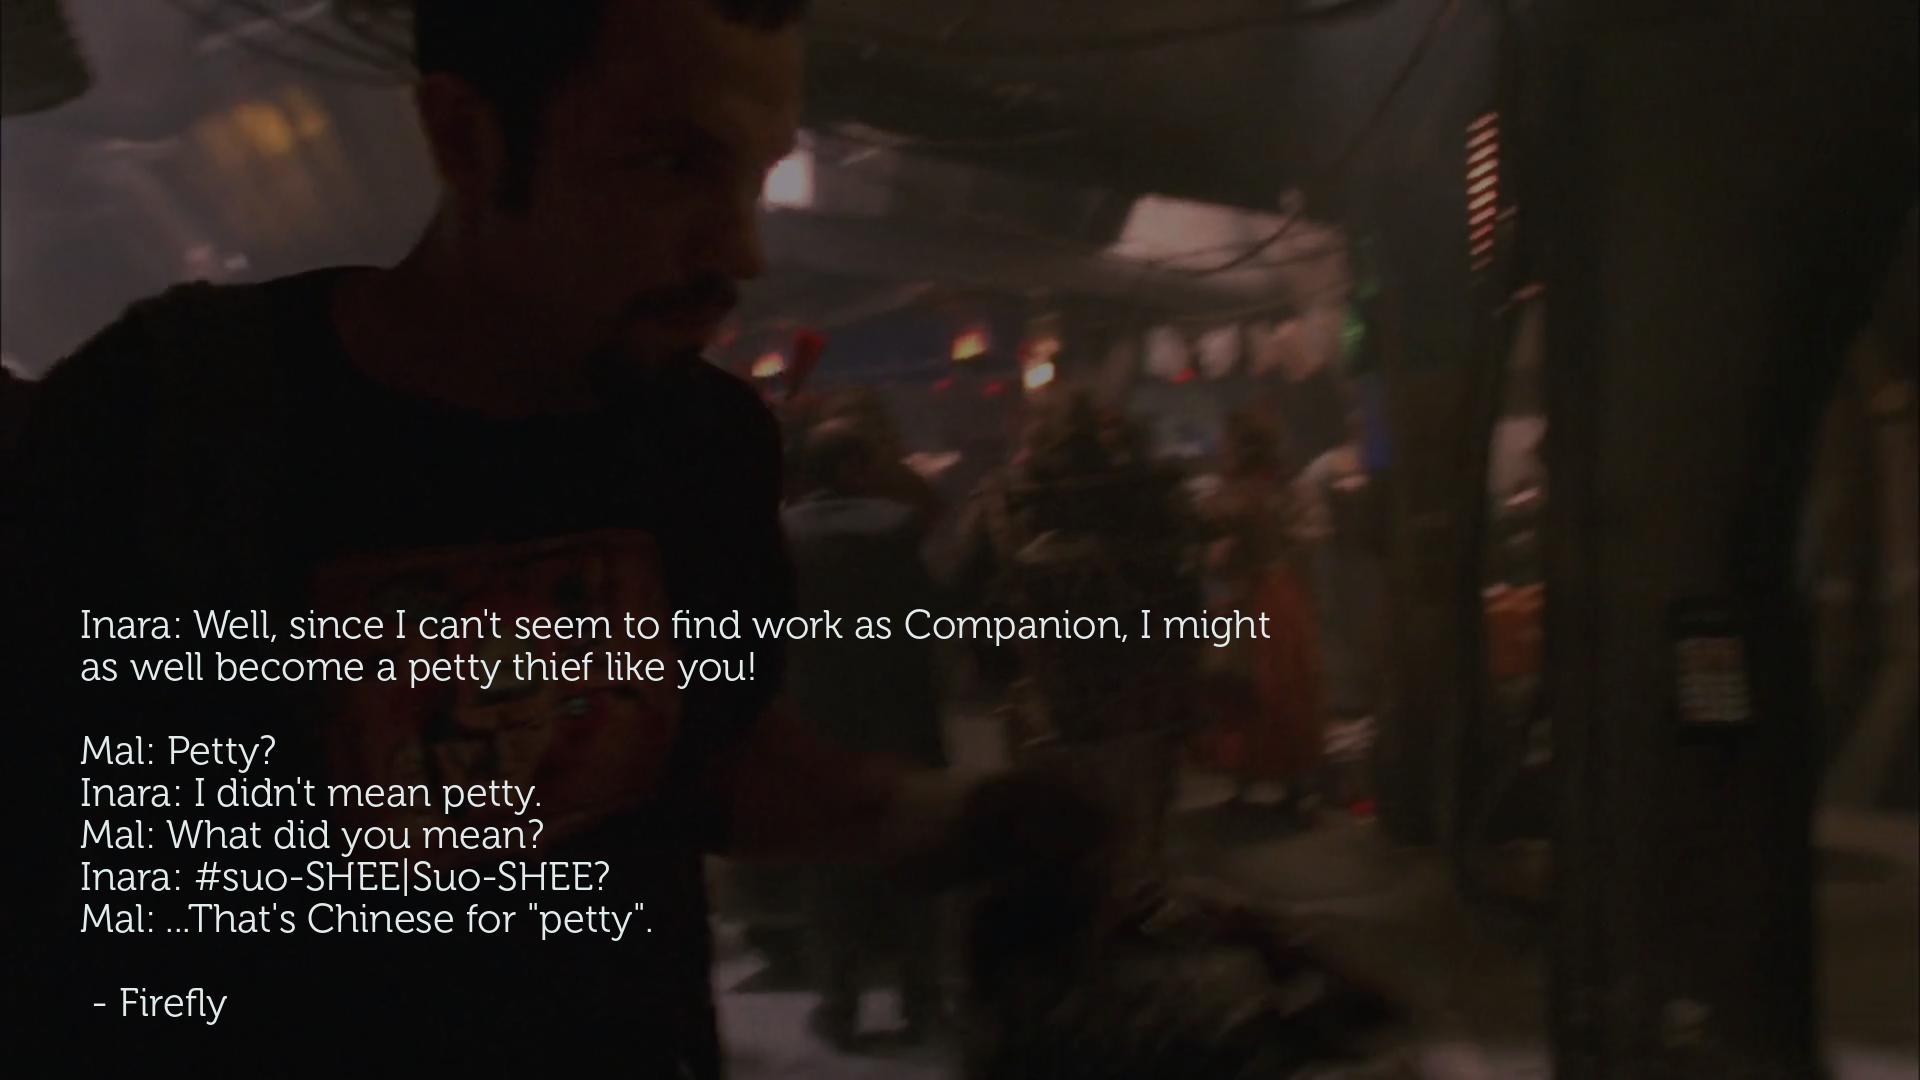 Inara: Well, since I can't seem to find work as Companion, I might
as well become a petty thief like you!
Mal: Petty?
Inara: I didn't mean petty.
Mal: What did you mean?
Inara: #suo-SHEE|Suo-SHEE?
Mal: ...That's Chinese for "petty".
- Firefly